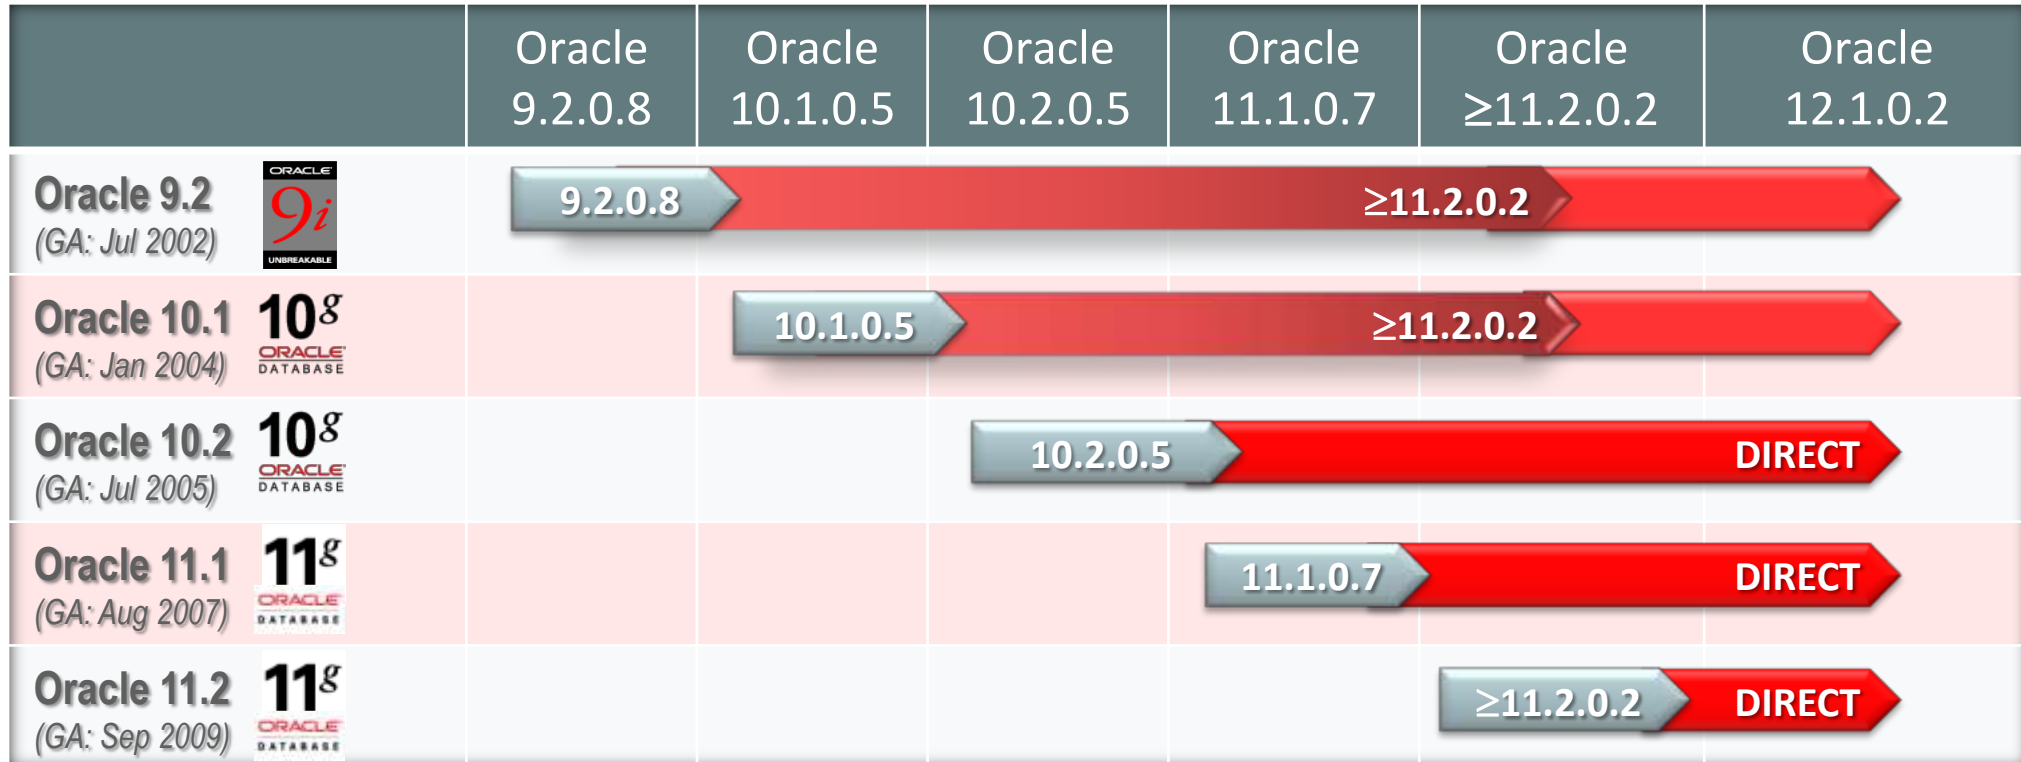 Oracle
9.2.0.8
Oracle
10.1.0.5
Oracle
10.2.0.5
Oracle
11.1.0.7
Oracle
≥11.2.0.2
Oracle
12.1.0.2
Oracle 9.2
(GA: Jul 2002)
ORACLE
9i
UNBREAKABLE
9.2.0.8
≥11.2.0.2
Oracle 10.1
(GA: Jan 2004)
10g
ORACLE
DATABASE
10.1.0.5
≥11.2.0.2
Oracle 10.2
(GA: Jul 2005)
10g
ORACLE
DATABASE
10.2.0.5
DIRECT
Oracle 11.1
(GA: Aug 2007)
11g
ORACLE
DATABASE
11.1.0.7
DIRECT
Oracle 11.2
(GA: Sep 2009)
11g
ORACLE
DATABASE
≥11.2.0.2
DIRECT